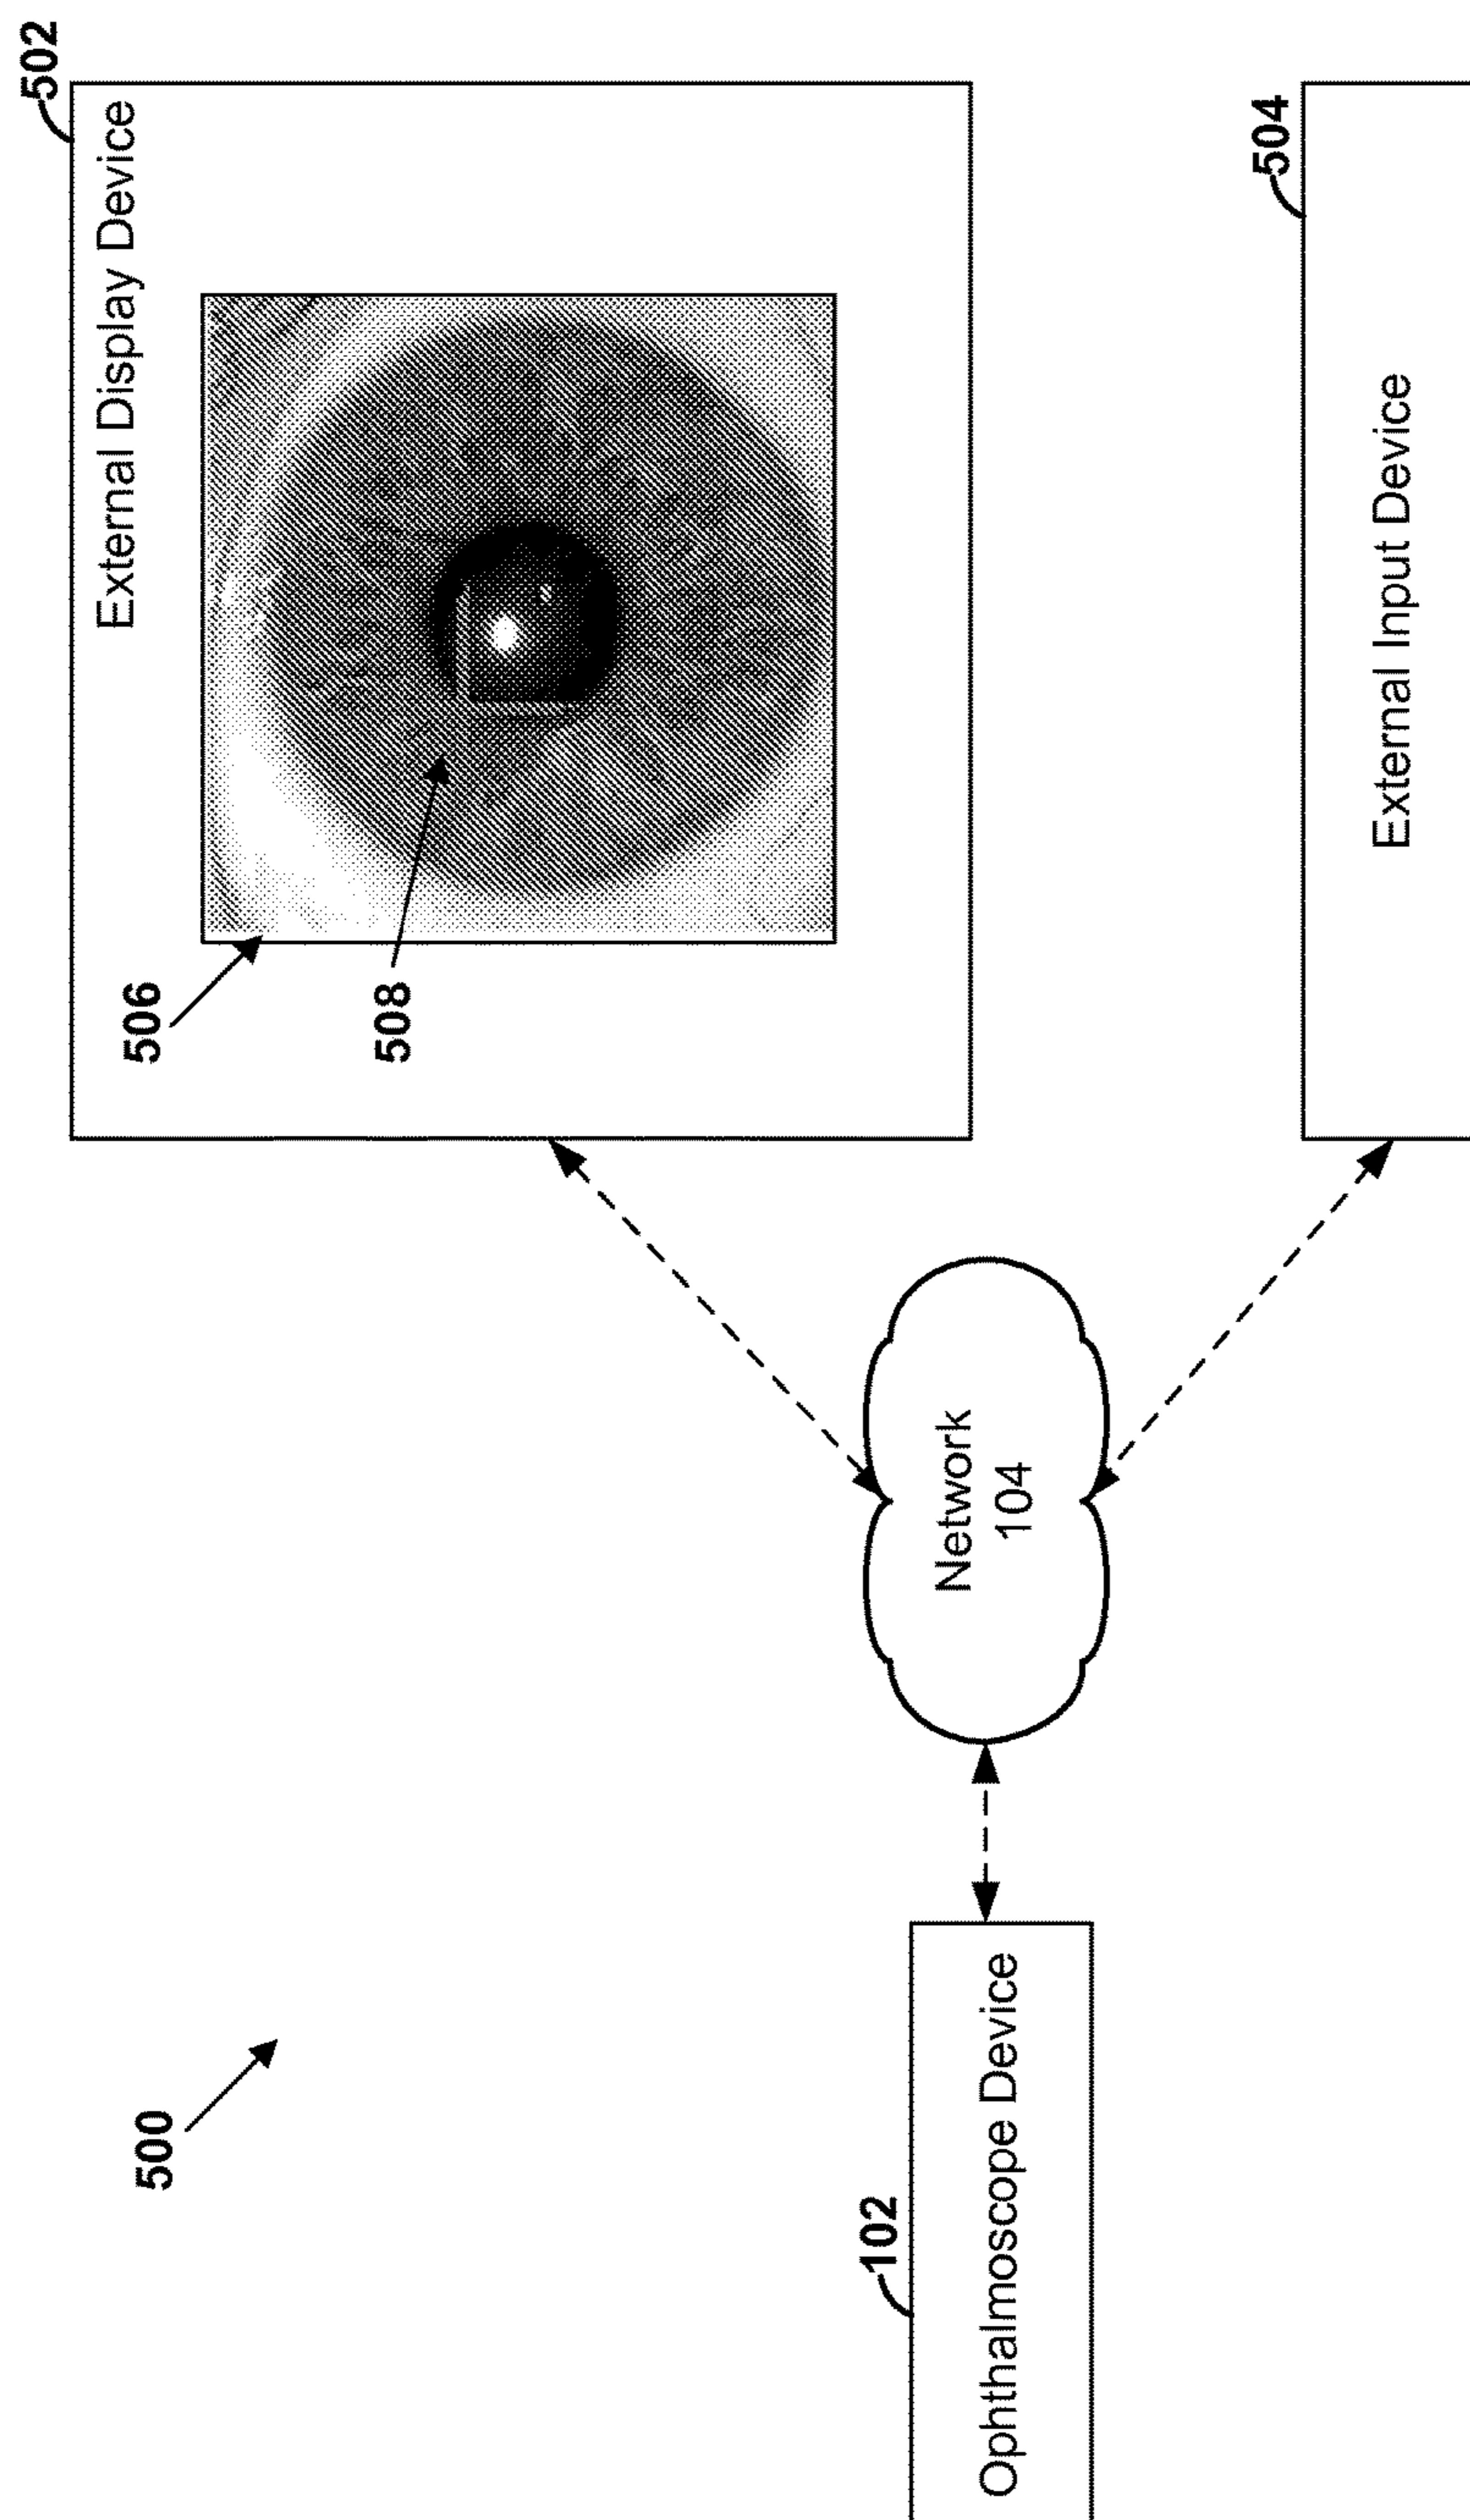 500
102
Ophthalmoscope Device
Network
104
502
External Display Device
506
508
504
External Input Device